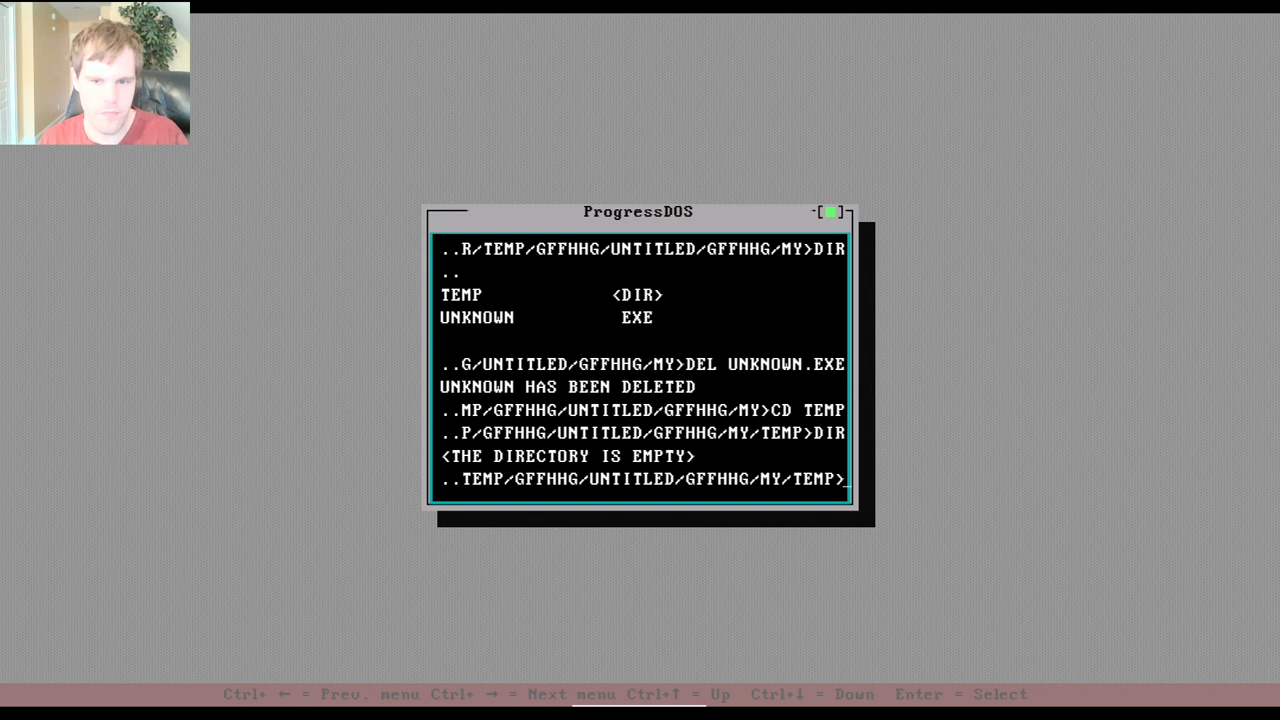 ProgressDOS
..R/TEMP/GFFHHG/UNTITLED/GFFHHG/MY>DIR
..
TEMP <DIR>
UNKNOWN EXE
..G/UNTITLED/GFFHHG/MY>DEL UNKNOWN.EXE
UNKNOWN HAS BEEN DELETED
..MP/GFFHHG/UNTITLED/GFFHHG/MY>CD TEMP
..P/GFFHHG/UNTITLED/GFFHHG/MY/TEMP>DIR
<THE DIRECTORY IS EMPTY>
..TEMP/GFFHHG/UNTITLED/GFFHHG/MY/TEMP>_
Ctrl+ ← = Prev. menu Ctrl+ → = Next menu Ctrl+↑ = Up Ctrl+↓ = Down Enter = Select